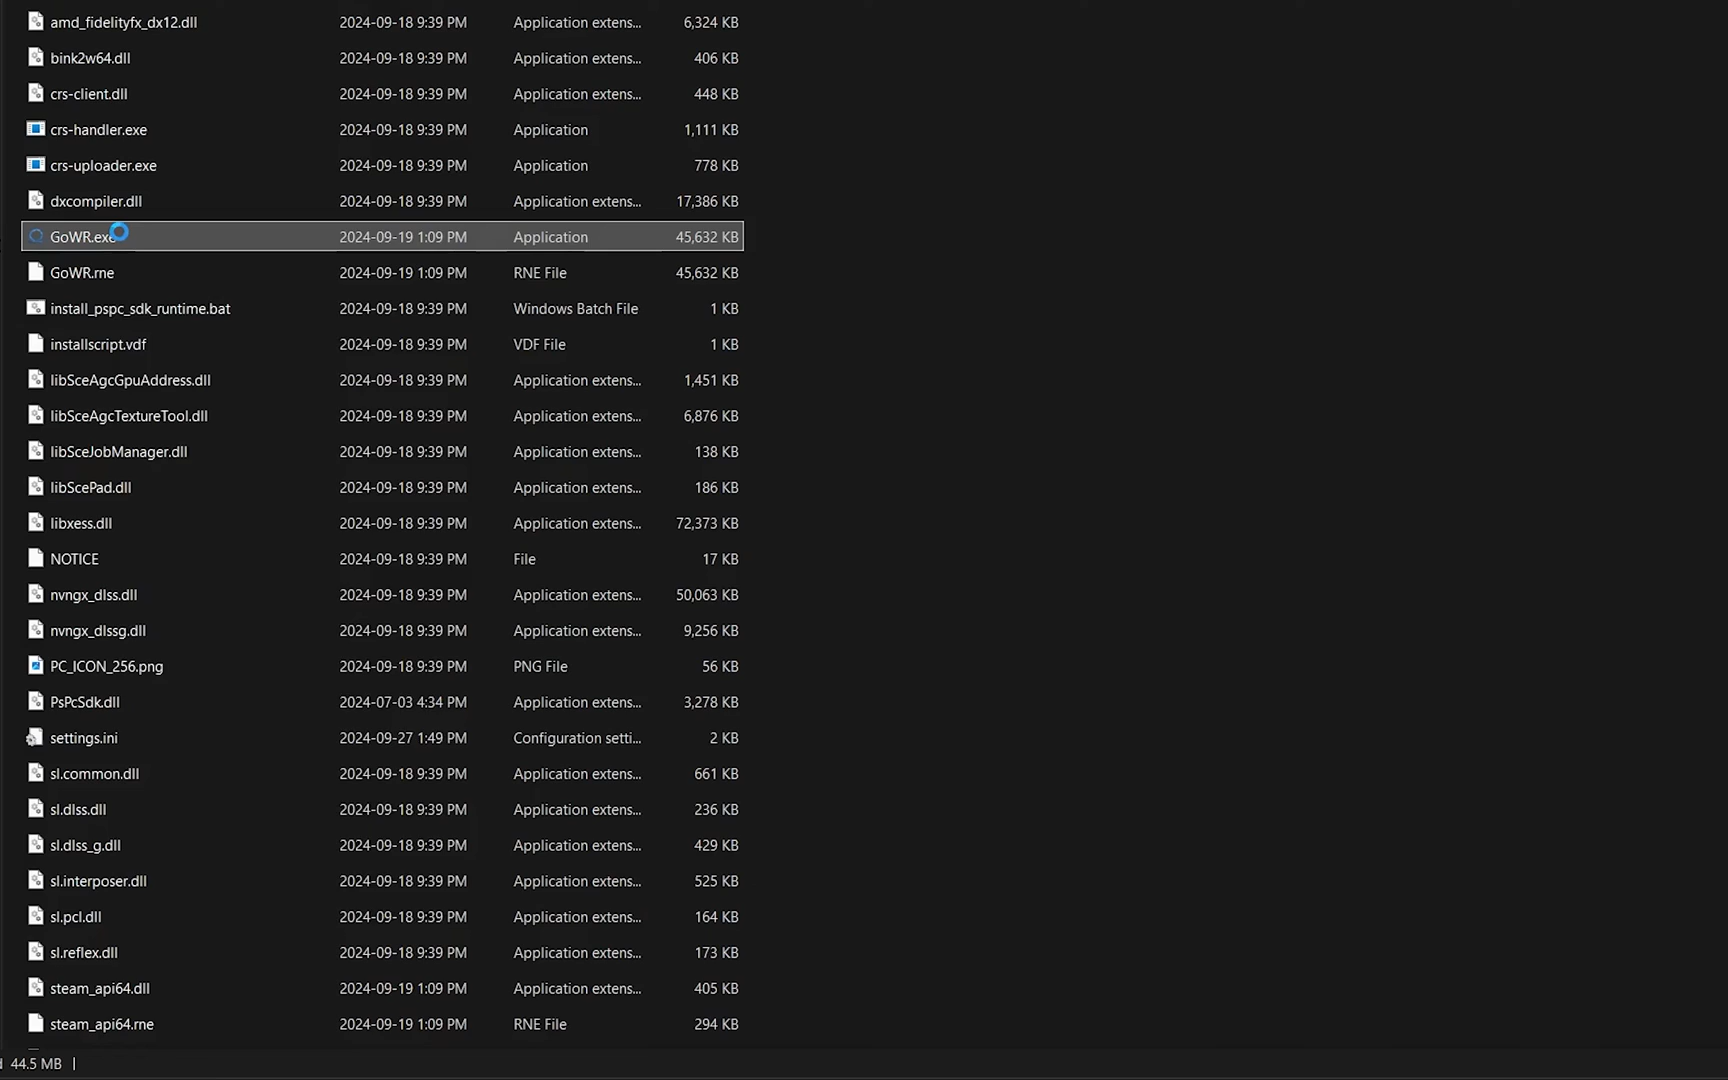 amd_fidelityfx_dx12.dll 2024-09-18 9:39 PM Application extens... 6,324 KB
bink2w64.dll 2024-09-18 9:39 PM Application extens... 406 KB
crs-client.dll 2024-09-18 9:39 PM Application extens... 448 KB
crs-handler.exe 2024-09-18 9:39 PM Application 1,111 KB
crs-uploader.exe 2024-09-18 9:39 PM Application 778 KB
dxcompiler.dll 2024-09-18 9:39 PM Application extens... 17,386 KB
GoWR.exe 2024-09-19 1:09 PM Application 45,632 KB
GoWR.rne 2024-09-19 1:09 PM RNE File 45,632 KB
install_pspc_sdk_runtime.bat 2024-09-18 9:39 PM Windows Batch File 1 KB
installscript.vdf 2024-09-18 9:39 PM VDF File 1 KB
libSceAgcGpuAddress.dll 2024-09-18 9:39 PM Application extens... 1,451 KB
libSceAgcTextureTool.dll 2024-09-18 9:39 PM Application extens... 6,876 KB
libSceJobManager.dll 2024-09-18 9:39 PM Application extens... 138 KB
libScePad.dll 2024-09-18 9:39 PM Application extens... 186 KB
libxess.dll 2024-09-18 9:39 PM Application extens... 72,373 KB
NOTICE 2024-09-18 9:39 PM File 17 KB
nvngx_dlss.dll 2024-09-18 9:39 PM Application extens... 50,063 KB
nvngx_dlssg.dll 2024-09-18 9:39 PM Application extens... 9,256 KB
PC_ICON_256.png 2024-09-18 9:39 PM PNG File 56 KB
PsPcSdk.dll 2024-07-03 4:34 PM Application extens... 3,278 KB
settings.ini 2024-09-27 1:49 PM Configuration setti... 2 KB
sl.common.dll 2024-09-18 9:39 PM Application extens... 661 KB
sl.dlss.dll 2024-09-18 9:39 PM Application extens... 236 KB
sl.dlss_g.dll 2024-09-18 9:39 PM Application extens... 429 KB
sl.interposer.dll 2024-09-18 9:39 PM Application extens... 525 KB
sl.pcl.dll 2024-09-18 9:39 PM Application extens... 164 KB
sl.reflex.dll 2024-09-18 9:39 PM Application extens... 173 KB
steam_api64.dll 2024-09-19 1:09 PM Application extens... 405 KB
steam_api64.rne 2024-09-19 1:09 PM RNE File 294 KB
44.5 MB